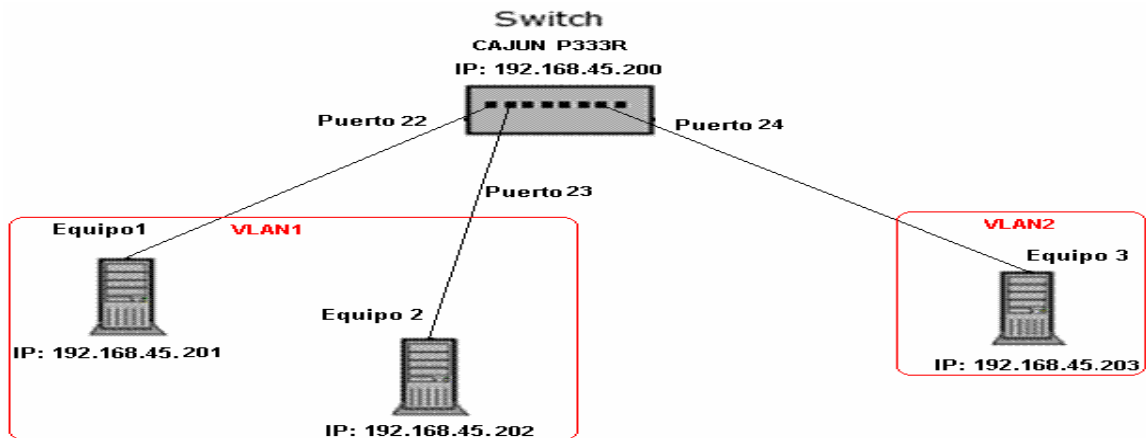 Switch
CAJUN P333R
IP: 192.168.45.200
Puerto 22
Puerto 24
Puerto 23
Equipo1
VLAN1
VLAN2
Equipo 3
Equipo 2
IP: 192.168.45.201
IP: 192.168.45.203
IP: 192.168.45.202